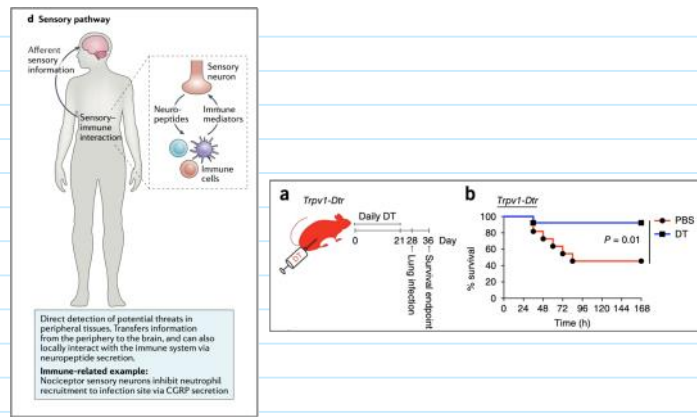 d Sensory pathway
Afferent
sensory
information
Sensory–
immune
interaction
Sensory
neuron
Neuro-
peptides
Immune
mediators
Immune
cells
Direct detection of potential threats in
peripheral tissues. Transfers information
from the periphery to the brain, and can also
locally interact with the immune system via
neuropeptide secretion.
Immune-related example:
Nociceptor sensory neurons inhibit neutrophil
recruitment to infection site via CGRP secretion
a
Trpv1-Dtr
DT
Daily DT
0 21 28 36 Day
Lung infection
Survival endpoint
b
Trpv1-Dtr
% survival
100
80
60
40
20
0
0 24 48 72 96 120 144 168
Time (h)
P = 0.01
PBS
DT